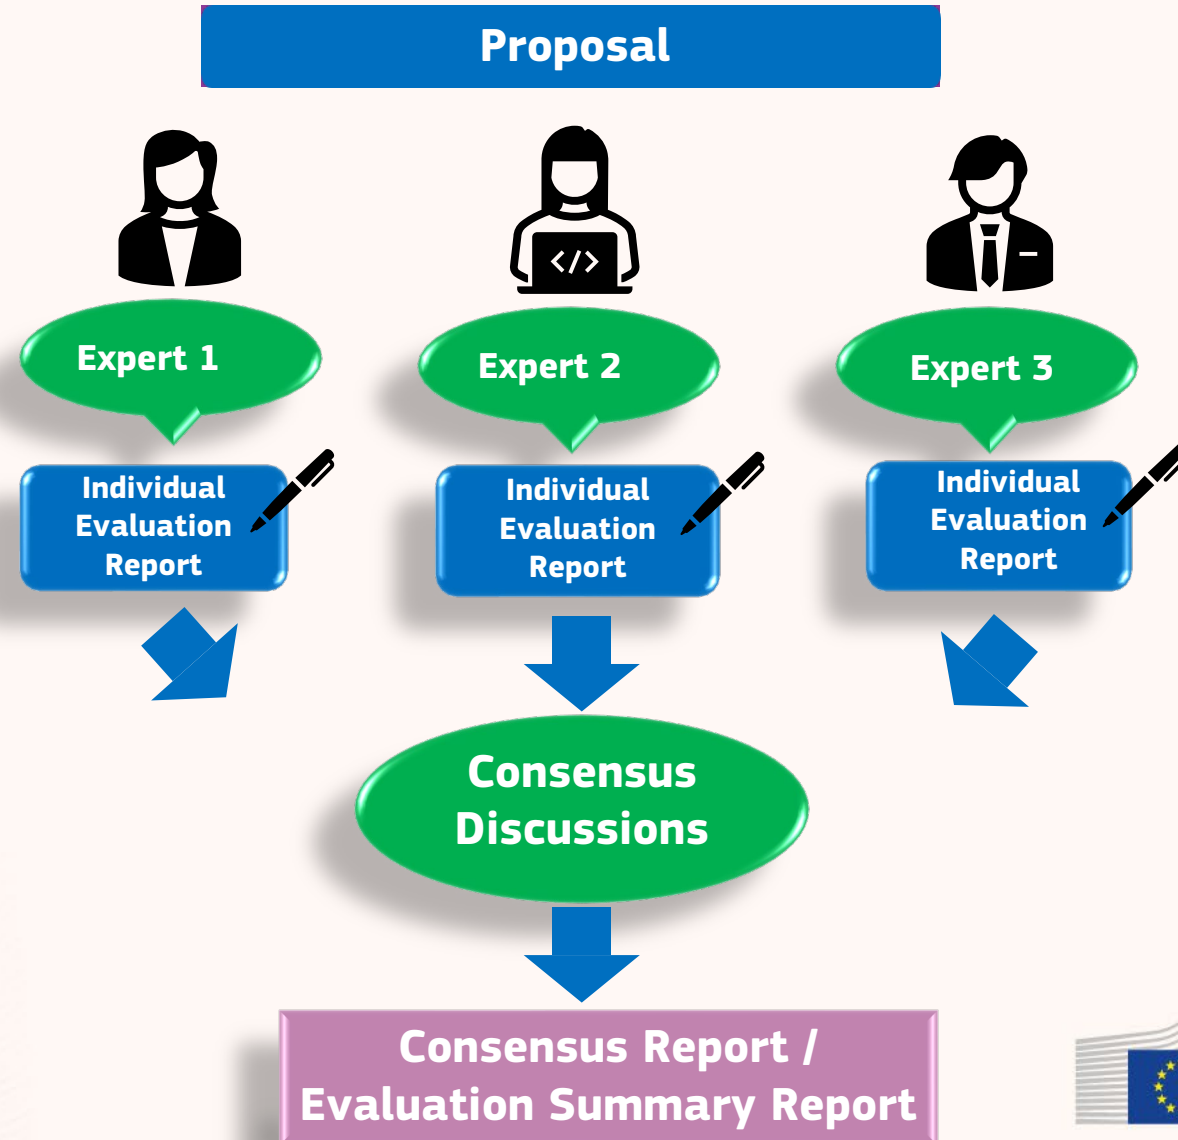 Proposal
</>
Expert 1
Expert 2
Expert 3
Individual
Evaluation
Report
Individual
Evaluation
Report
Individual
Evaluation
Report
Consensus
Discussions
Consensus Report /
Evaluation Summary Report